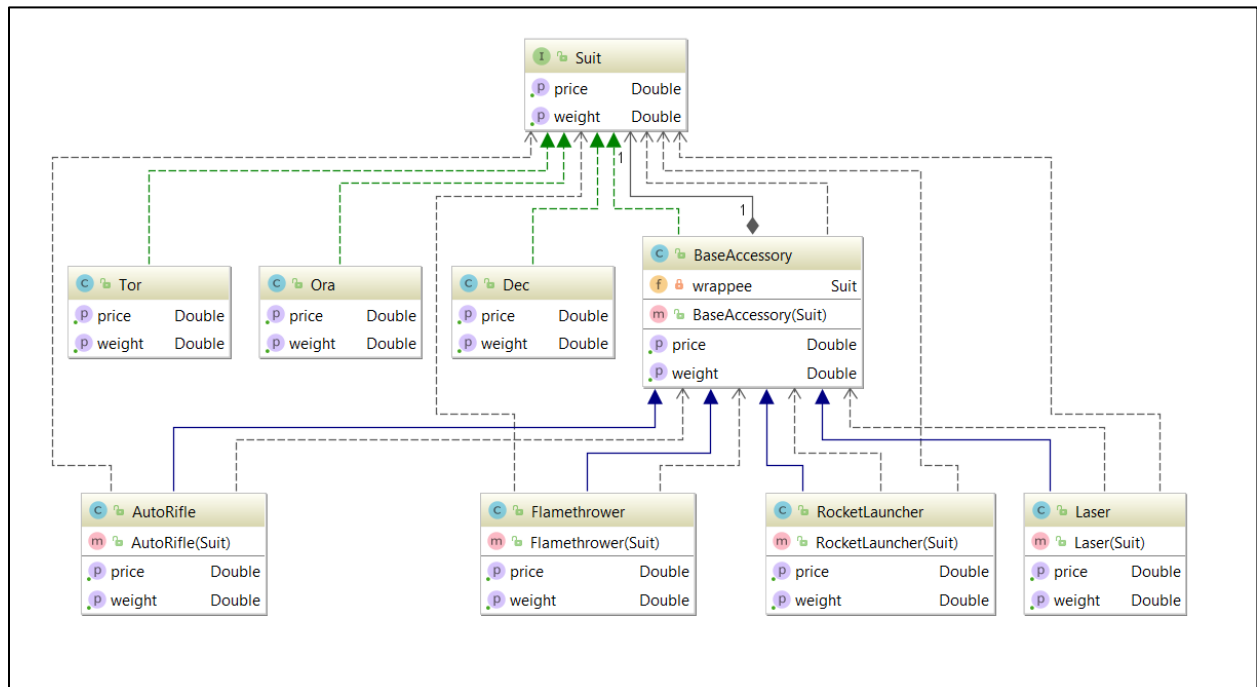 I Suit
p price Double
p weight Double
1
1
C Tor
p price Double
p weight Double
C Ora
p price Double
p weight Double
C Dec
p price Double
p weight Double
C BaseAccessory
f wrappee Suit
m BaseAccessory(Suit)
p price Double
p weight Double
C AutoRifle
m AutoRifle(Suit)
p price Double
p weight Double
C Flamethrower
m Flamethrower(Suit)
p price Double
p weight Double
C RocketLauncher
m RocketLauncher(Suit)
p price Double
p weight Double
C Laser
m Laser(Suit)
p price Double
p weight Double